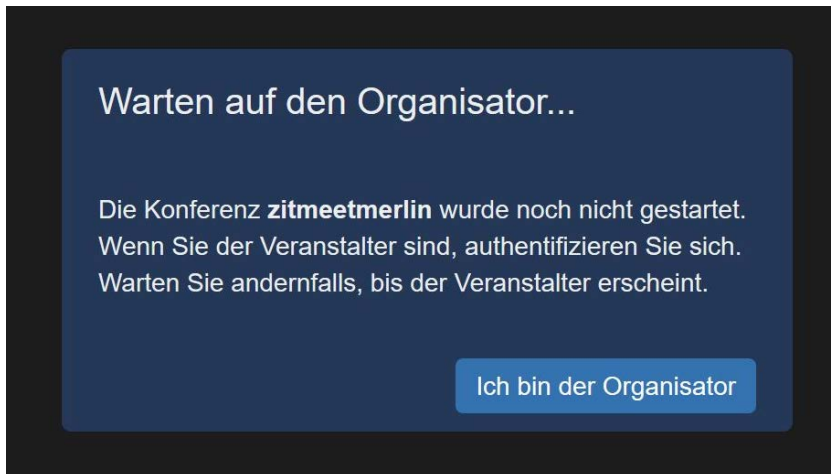 Warten auf den Organisator...
Die Konferenz zitmeetmerlin wurde noch nicht gestartet.
Wenn Sie der Veranstalter sind, authentifizieren Sie sich.
Warten Sie andernfalls, bis der Veranstalter erscheint.
Ich bin der Organisator